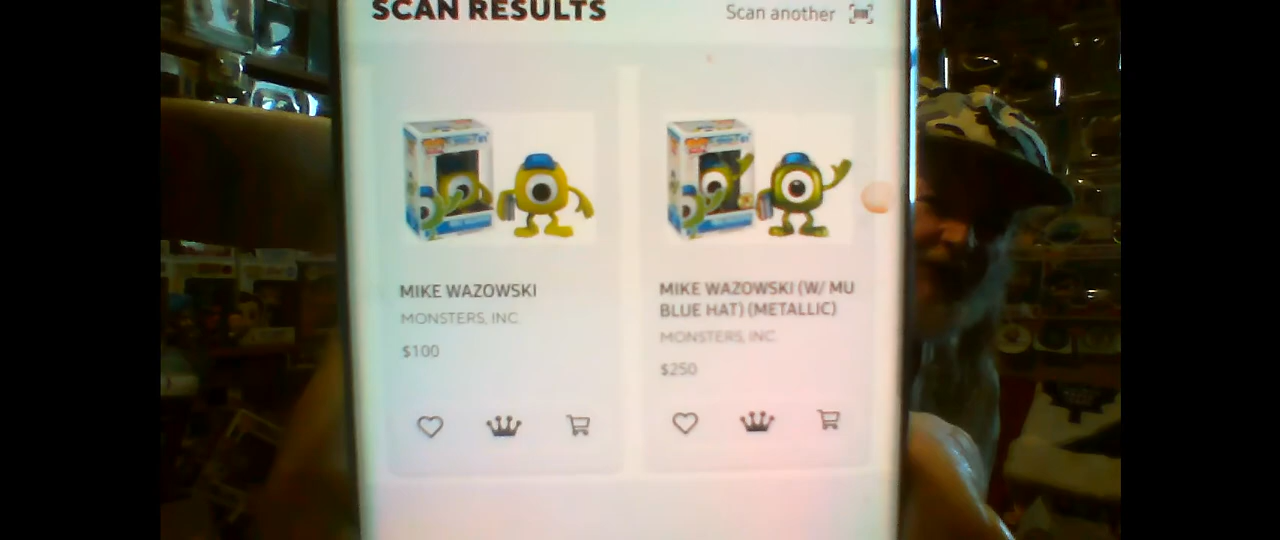 SCAN RESULTS
Scan another
MIKE WAZOWSKI
MONSTERS, INC.
$100
MIKE WAZOWSKI (W/ MU
BLUE HAT) (METALLIC)
MONSTERS, INC.
$250